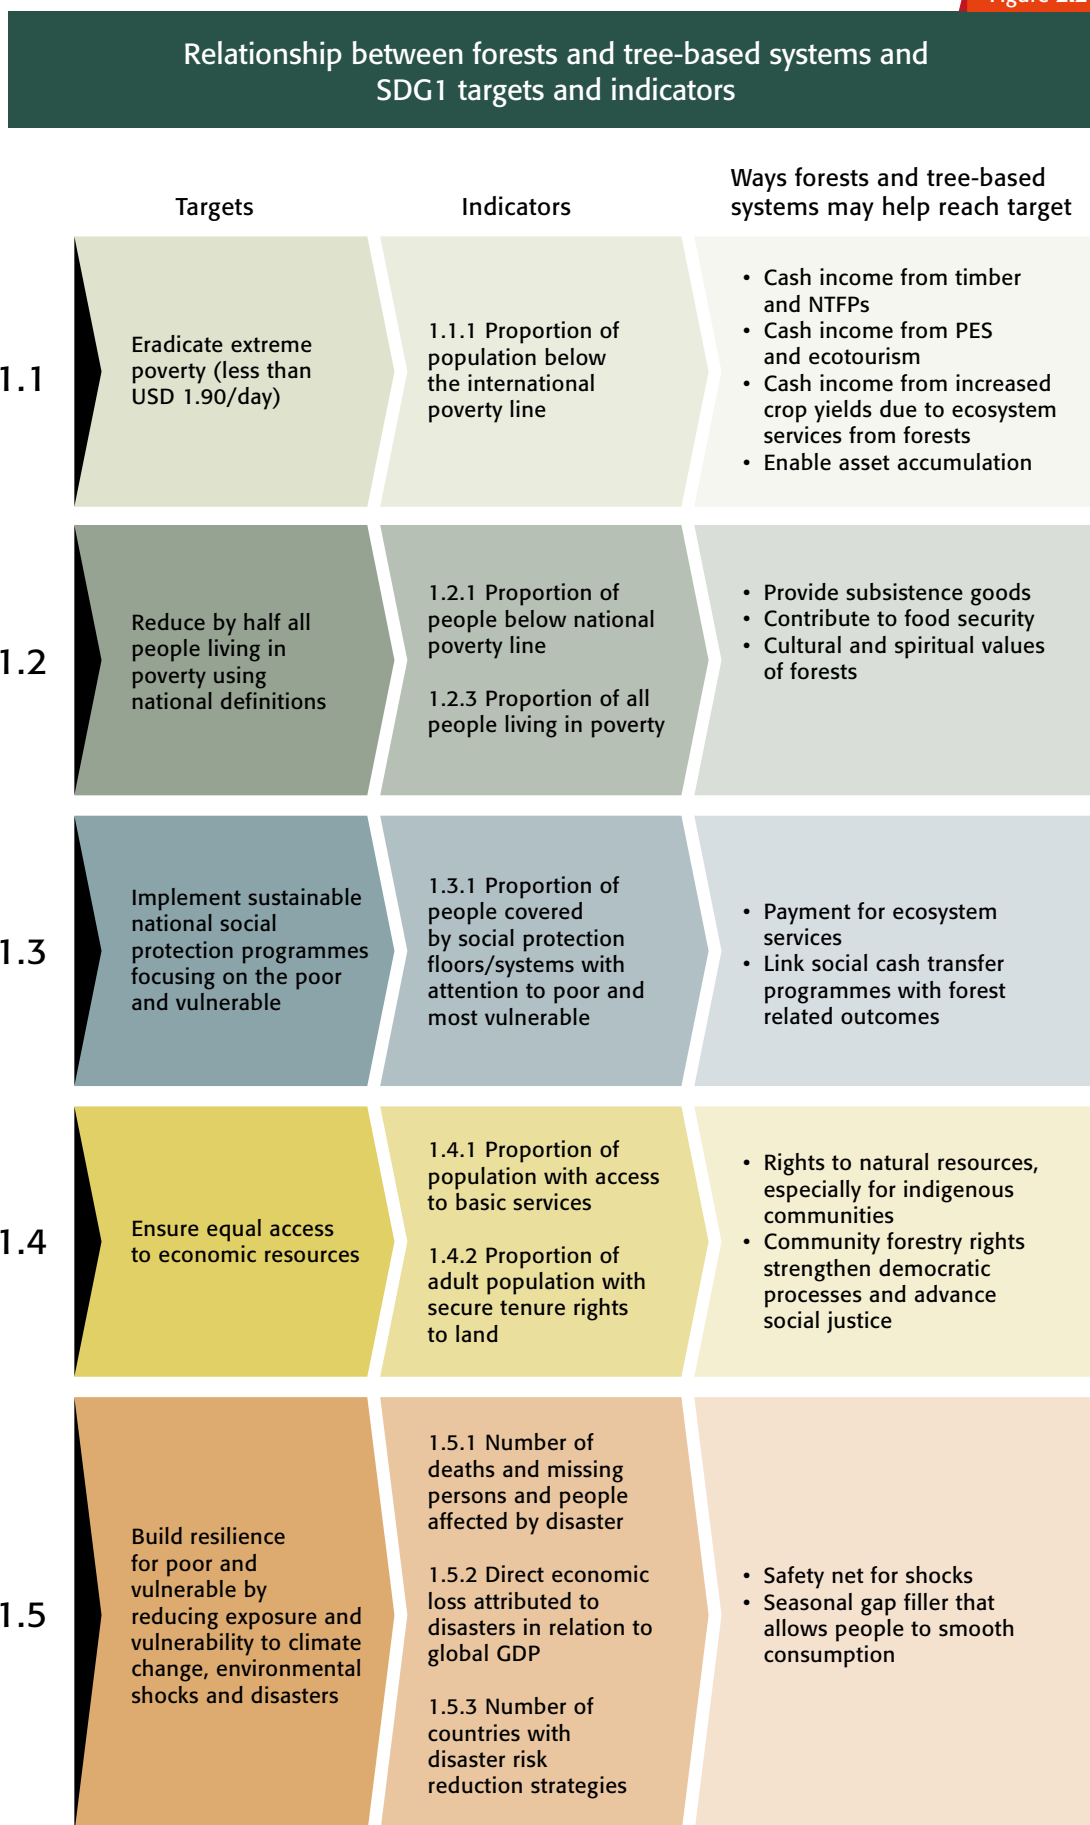 Relationship between forests and tree-based systems and
SDG1 targets and indicators
Targets
Indicators
Ways forests and tree-based
systems may help reach target
1.1
Eradicate extreme
poverty (less than
USD 1.90/day)
1.1.1 Proportion of
population below
the international
poverty line
• Cash income from timber
and NTFPs
• Cash income from PES
and ecotourism
• Cash income from increased
crop yields due to ecosystem
services from forests
• Enable asset accumulation
1.2
Reduce by half all
people living in
poverty using
national definitions
1.2.1 Proportion of
people below national
poverty line
1.2.3 Proportion of all
people living in poverty
• Provide subsistence goods
• Contribute to food security
• Cultural and spiritual values
of forests
1.3
Implement sustainable
national social
protection programmes
focusing on the poor
and vulnerable
1.3.1 Proportion of
people covered
by social protection
floors/systems with
attention to poor and
most vulnerable
• Payment for ecosystem
services
• Link social cash transfer
programmes with forest
related outcomes
1.4
Ensure equal access
to economic resources
1.4.1 Proportion of
population with access
to basic services
1.4.2 Proportion of
adult population with
secure tenure rights
to land
• Rights to natural resources,
especially for indigenous
communities
• Community forestry rights
strengthen democratic
processes and advance
social justice
1.5
Build resilience
for poor and
vulnerable by
reducing exposure and
vulnerability to climate
change, environmental
shocks and disasters
1.5.1 Number of
deaths and missing
persons and people
affected by disaster
1.5.2 Direct economic
loss attributed to
disasters in relation to
global GDP
1.5.3 Number of
countries with
disaster risk
reduction strategies
• Safety net for shocks
• Seasonal gap filler that
allows people to smooth
consumption